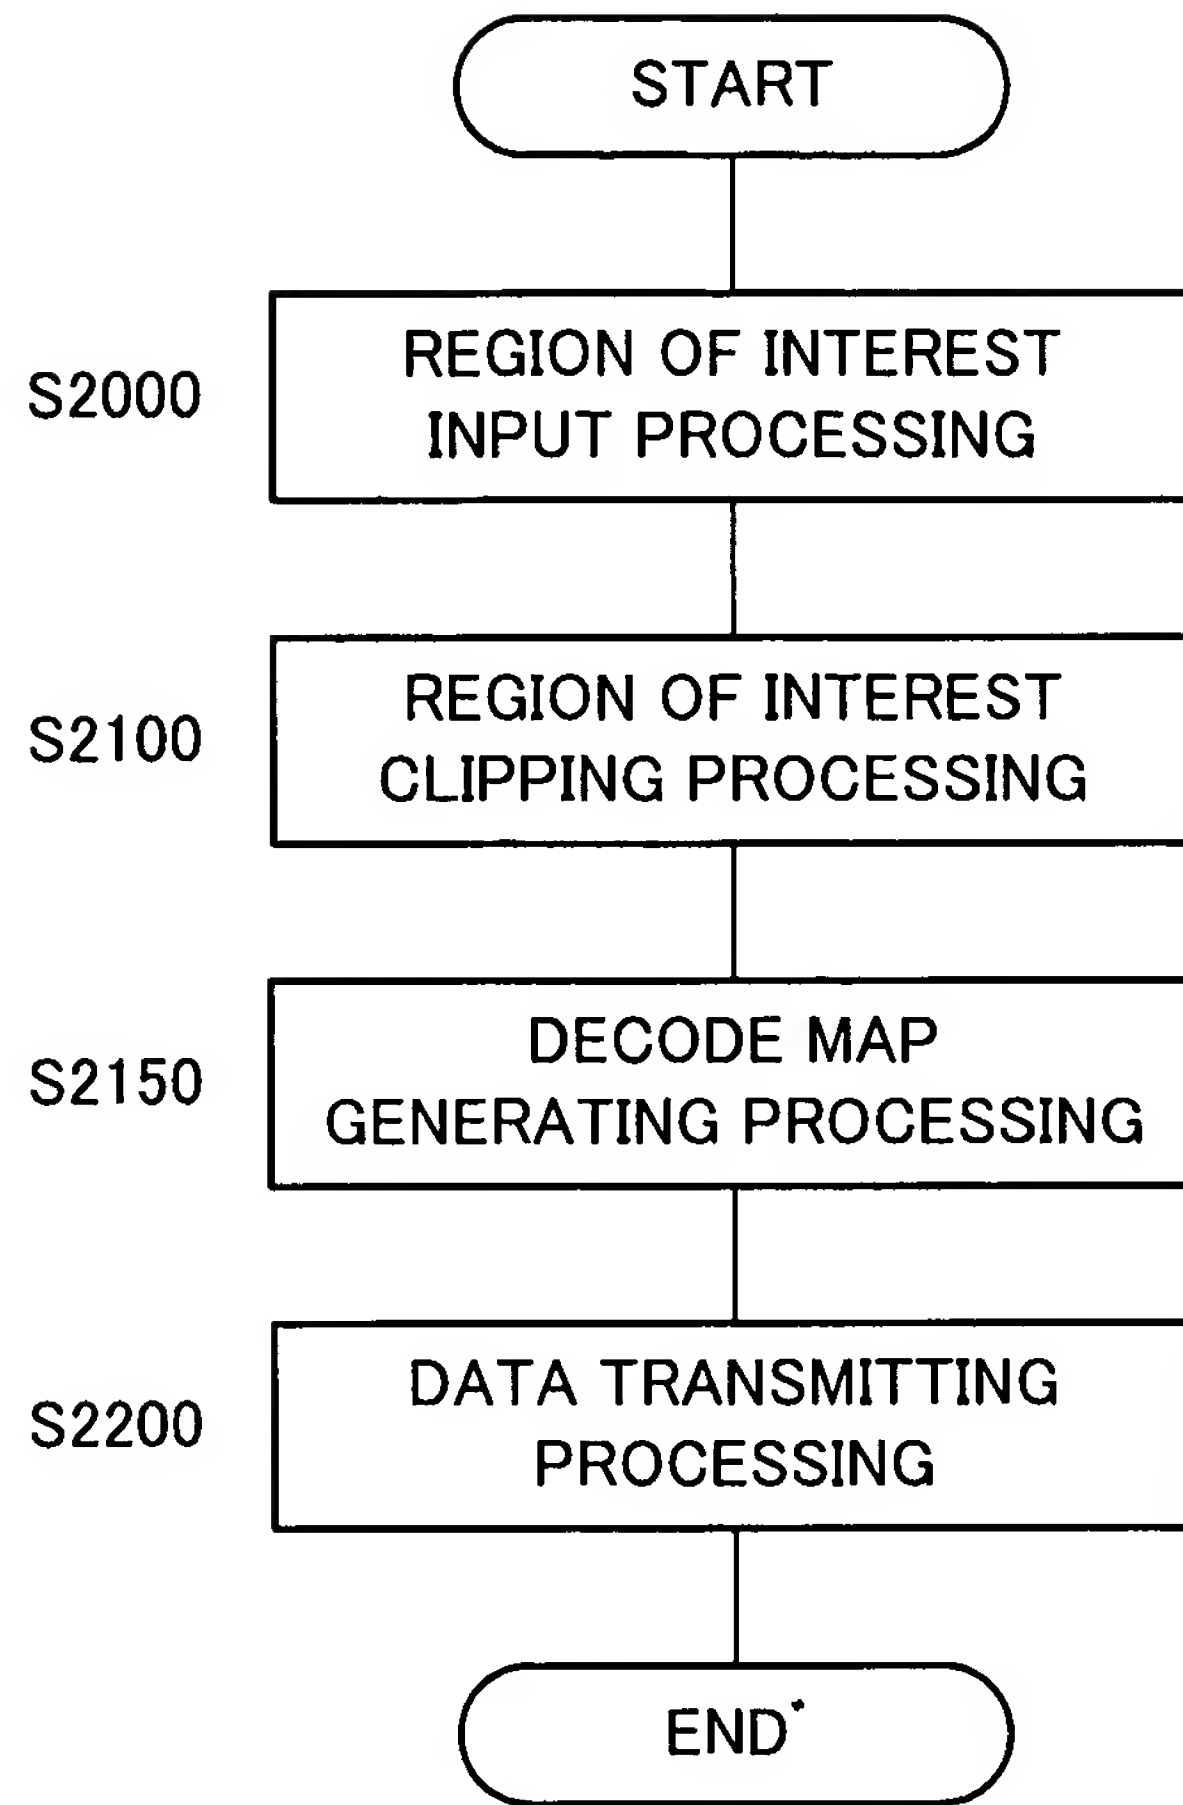 START
S2000
REGION OF INTEREST
INPUT PROCESSING
S2100
REGION OF INTEREST
CLIPPING PROCESSING
S2150
DECODE MAP
GENERATING PROCESSING
S2200
DATA TRANSMITTING
PROCESSING
END